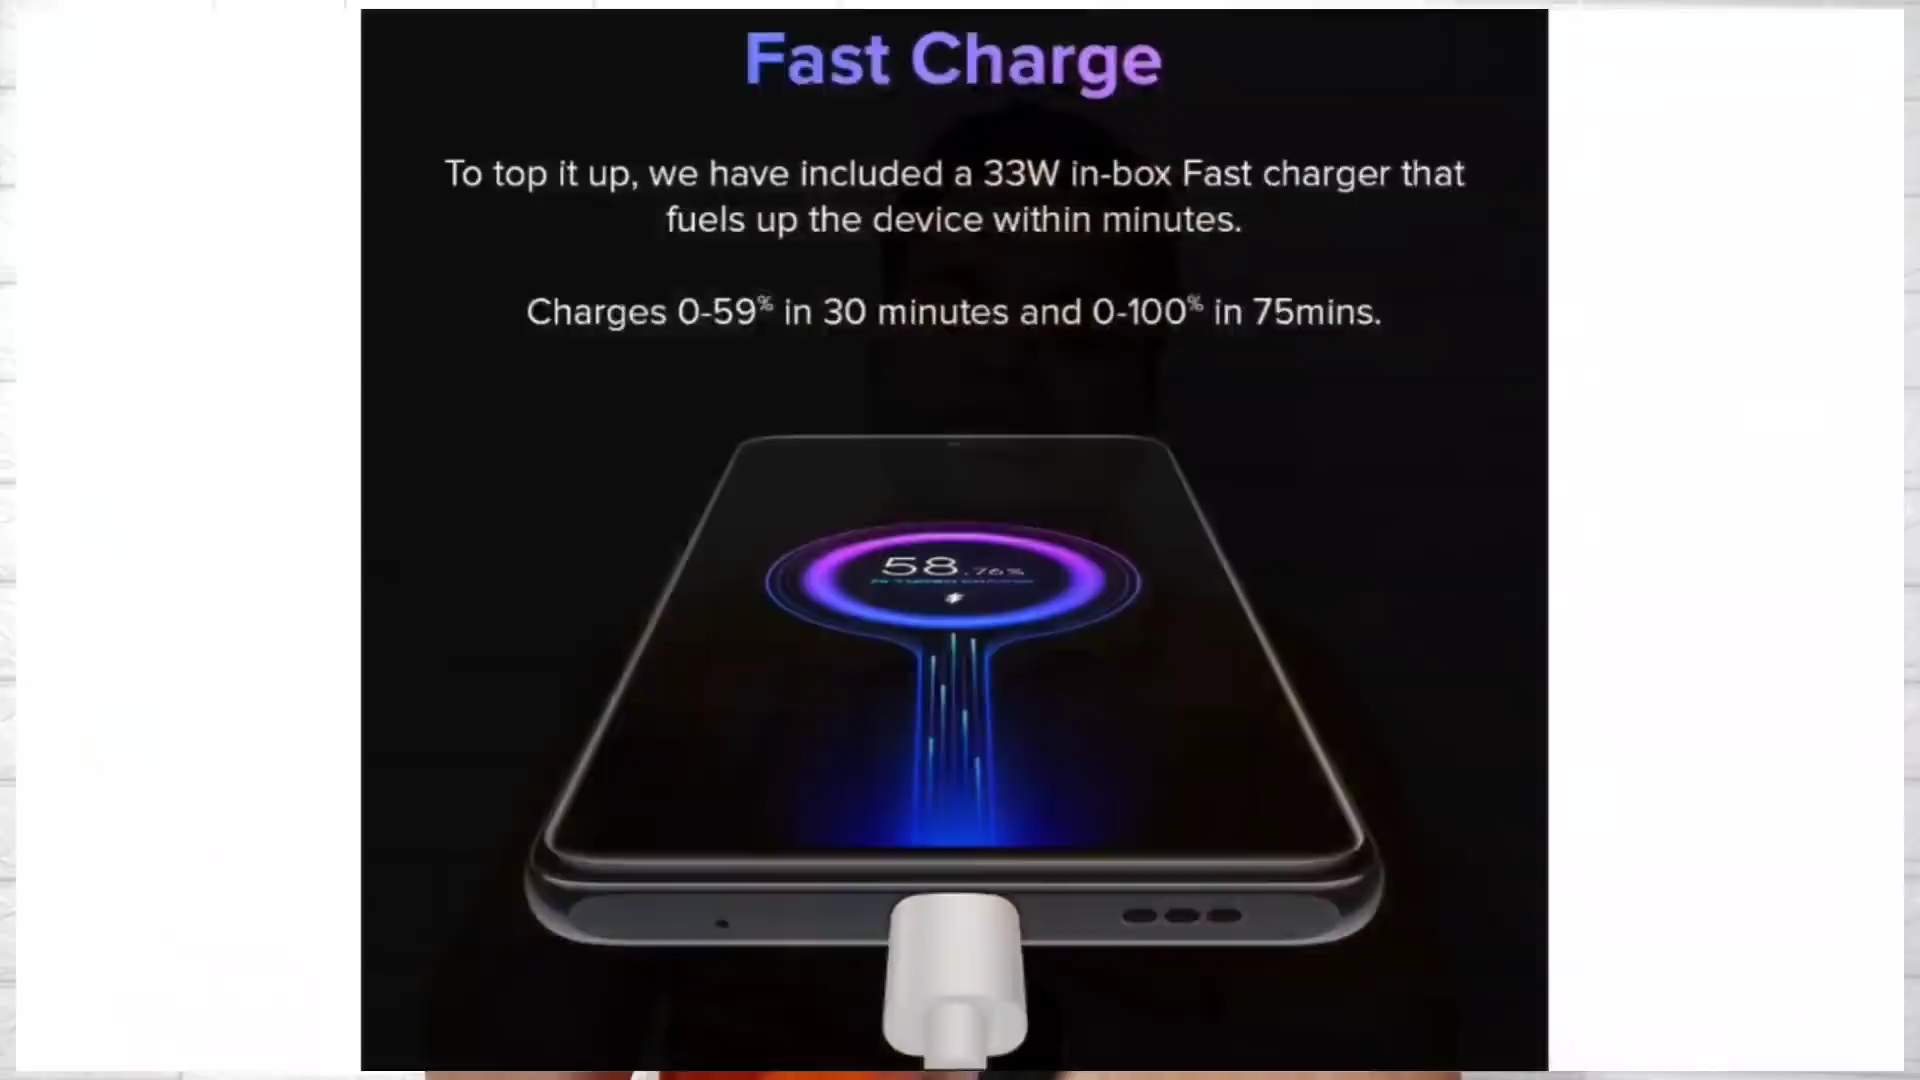 Fast Charge
To top it up, we have included a 33W in-box Fast charger that
fuels up the device within minutes.
Charges 0-59% in 30 minutes and 0-100% in 75mins.
58.76%